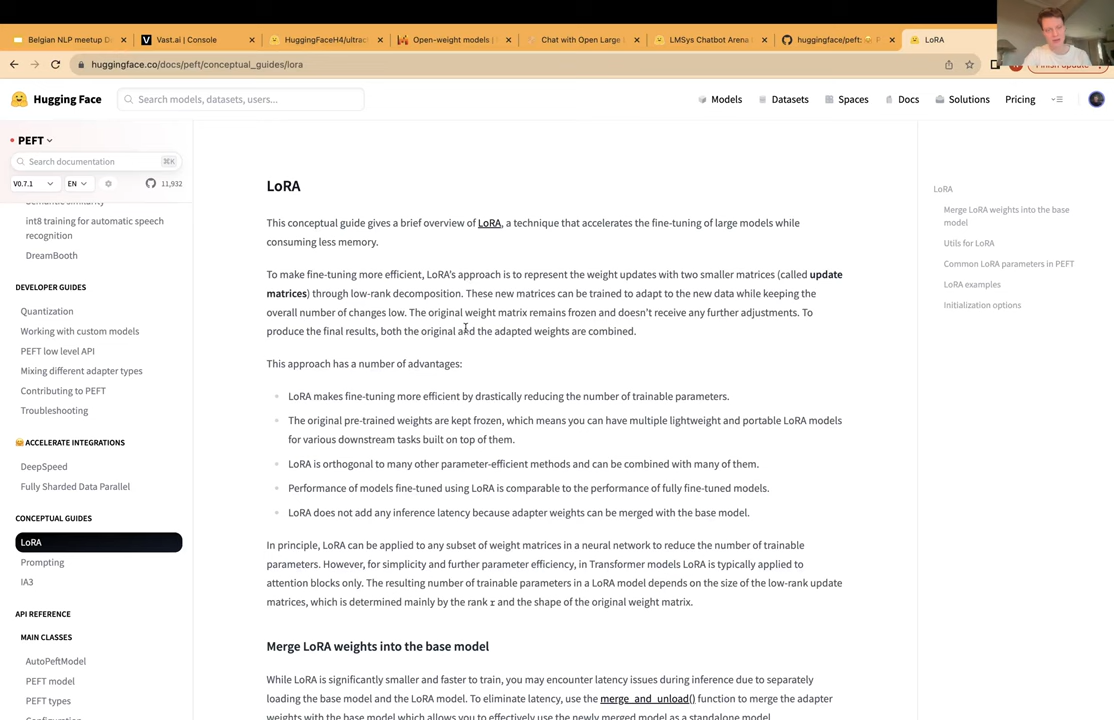 Belgian NLP meetup D
Vast.ai | Console
HuggingFaceH4/ultrac
Open-weight models |
Chat with Open Large
LMSys Chatbot Arena
huggingface/peft:
LoRA
huggingface.co/docs/peft/conceptual_guides/lora
Hugging Face
Search models, datasets, users...
Models
Datasets
Spaces
Docs
Solutions
Pricing
PEFT
Search documentation
⌘K
V0.7.1
EN
11,932
int8 training for automatic speech
recognition
DreamBooth
DEVELOPER GUIDES
Quantization
Working with custom models
PEFT low level API
Mixing different adapter types
Contributing to PEFT
Troubleshooting
ACCELERATE INTEGRATIONS
DeepSpeed
Fully Sharded Data Parallel
CONCEPTUAL GUIDES
LoRA
Prompting
IA3
API REFERENCE
MAIN CLASSES
AutoPeftModel
PEFT model
PEFT types
LoRA
This conceptual guide gives a brief overview of LoRA, a technique that accelerates the fine-tuning of large models while
consuming less memory.
To make fine-tuning more efficient, LoRA's approach is to represent the weight updates with two smaller matrices (called update
matrices) through low-rank decomposition. These new matrices can be trained to adapt to the new data while keeping the
overall number of changes low. The original weight matrix remains frozen and doesn't receive any further adjustments. To
produce the final results, both the original and the adapted weights are combined.
This approach has a number of advantages:
LoRA makes fine-tuning more efficient by drastically reducing the number of trainable parameters.
The original pre-trained weights are kept frozen, which means you can have multiple lightweight and portable LoRA models
for various downstream tasks built on top of them.
LoRA is orthogonal to many other parameter-efficient methods and can be combined with many of them.
Performance of models fine-tuned using LoRA is comparable to the performance of fully fine-tuned models.
LoRA does not add any inference latency because adapter weights can be merged with the base model.
In principle, LoRA can be applied to any subset of weight matrices in a neural network to reduce the number of trainable
parameters. However, for simplicity and further parameter efficiency, in Transformer models LoRA is typically applied to
attention blocks only. The resulting number of trainable parameters in a LoRA model depends on the size of the low-rank update
matrices, which is determined mainly by the rank r and the shape of the original weight matrix.
Merge LoRA weights into the base model
While LoRA is significantly smaller and faster to train, you may encounter latency issues during inference due to separately
loading the base model and the LoRA model. To eliminate latency, use the merge_and_unload() function to merge the adapter
weights with the base model which allows you to effectively use the newly merged model as a standalone model.
LoRA
Merge LoRA weights into the base
model
Utils for LoRA
Common LoRA parameters in PEFT
LoRA examples
Initialization options